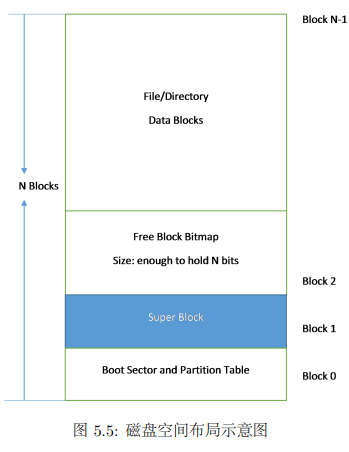 Block N-1
File/Directory
Data Blocks
N Blocks
Free Block Bitmap
Size: enough to hold N bits
Block 2
Super Block
Block 1
Boot Sector and Partition Table
Block 0
图 5.5: 磁盘空间布局示意图